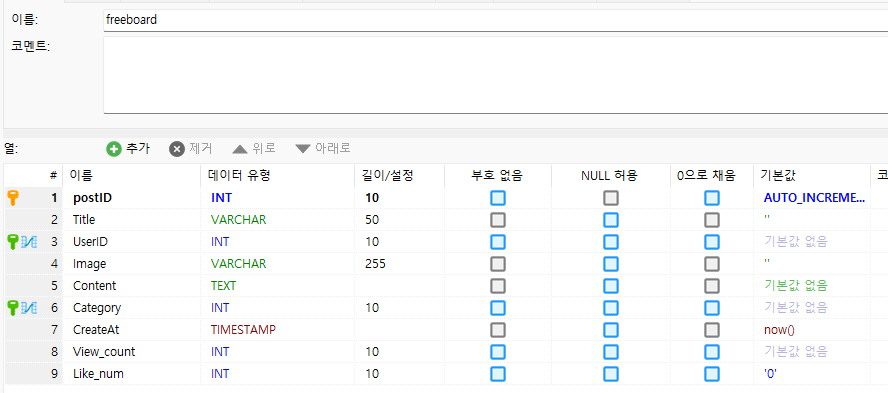 이름: freeboard
코멘트:
열: 추가 제거 위로 아래로
# 이름 데이터 유형 길이/설정 부호 없음 NULL 허용 0으로 채움 기본값 코
1 postID INT 10 AUTO_INCREME...
2 Title VARCHAR 50 ''
3 UserID INT 10 기본값 없음
4 Image VARCHAR 255 ''
5 Content TEXT 기본값 없음
6 Category INT 10 기본값 없음
7 CreateAt TIMESTAMP now()
8 View_count INT 10 기본값 없음
9 Like_num INT 10 '0'